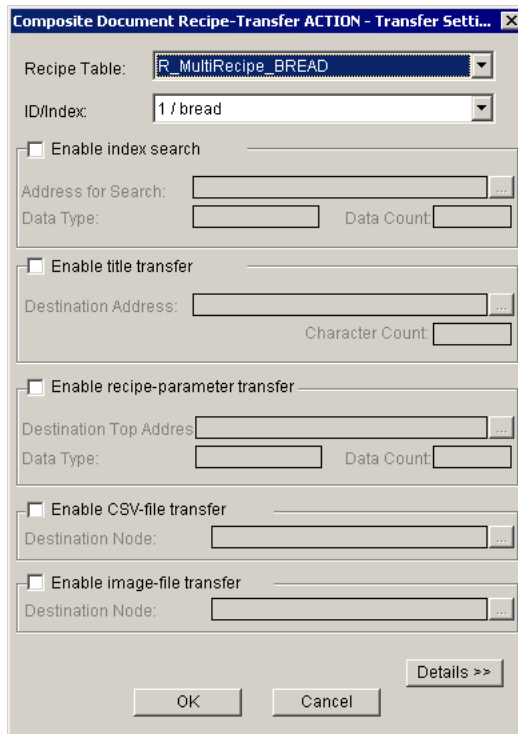 Composite Document Recipe-Transfer ACTION - Transfer Setti...
Recipe Table: R_MultiRecipe_BREAD
ID/Index: 1 / bread
Enable index search
Address for Search: ...
Data Type: Data Count:
Enable title transfer
Destination Address: ...
Character Count:
Enable recipe-parameter transfer
Destination Top Addres ...
Data Type: Data Count:
Enable CSV-file transfer
Destination Node: ...
Enable image-file transfer
Destination Node: ...
Details >>
OK Cancel